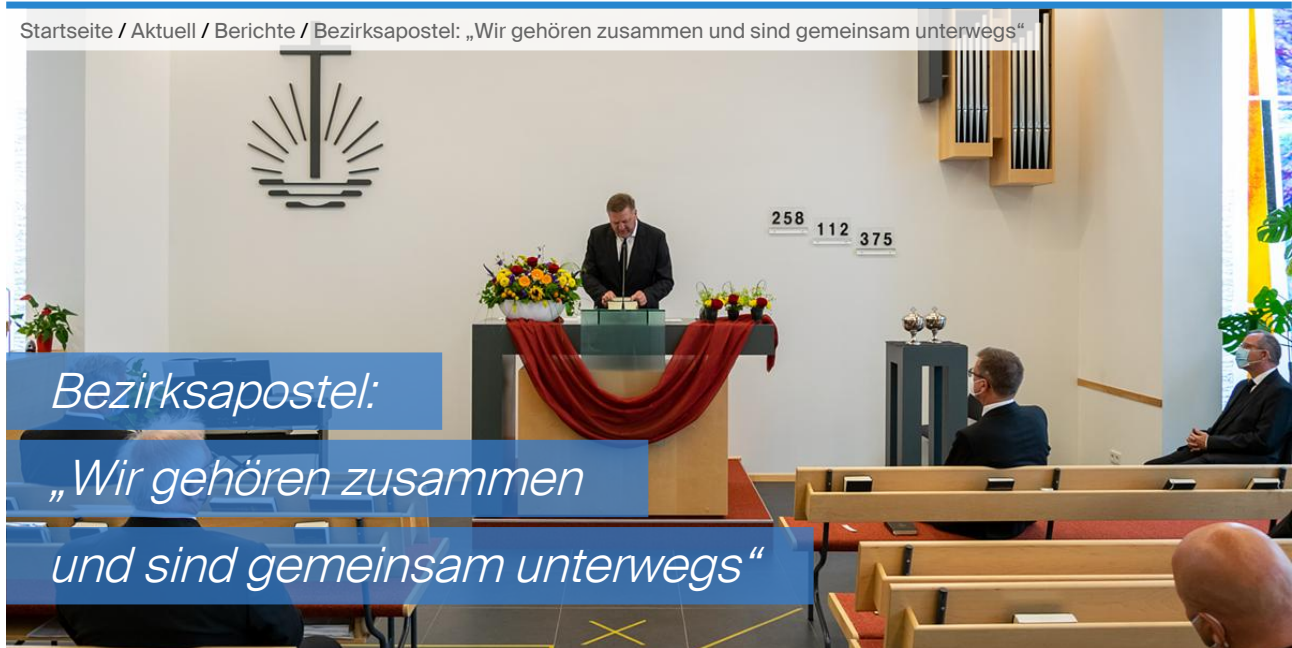 Startseite / Aktuell / Berichte / Bezirksapostel: „Wir gehören zusammen und sind gemeinsam unterwegs“
258
112
375
Bezirksapostel:
„Wir gehören zusammen
und sind gemeinsam unterwegs“